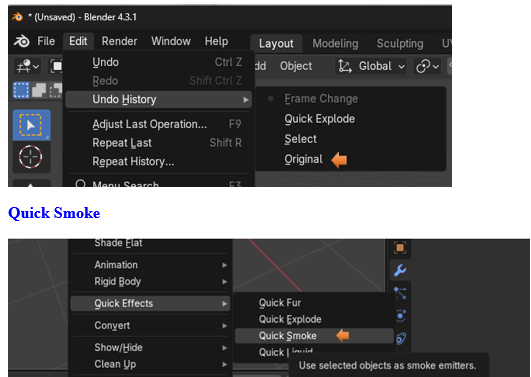 * (Unsaved) - Blender 4.3.1
File Edit Render Window Help Layout Modeling Sculpting
Undo Ctrl Z
Object Global
Redo Shift Ctrl Z
Undo History
Frame Change
Quick Explode
Select
Original
Adjust Last Operation... F9
Repeat Last Shift R
Repeat History...
Menu Search... F3
Quick Smoke
Shade Flat
Animation
Rigid Body
Quick Effects
Quick Fur
Quick Explode
Quick Smoke
Quick Liquid
Convert
Show/Hide
Clean Up
Use selected objects as smoke emitters.